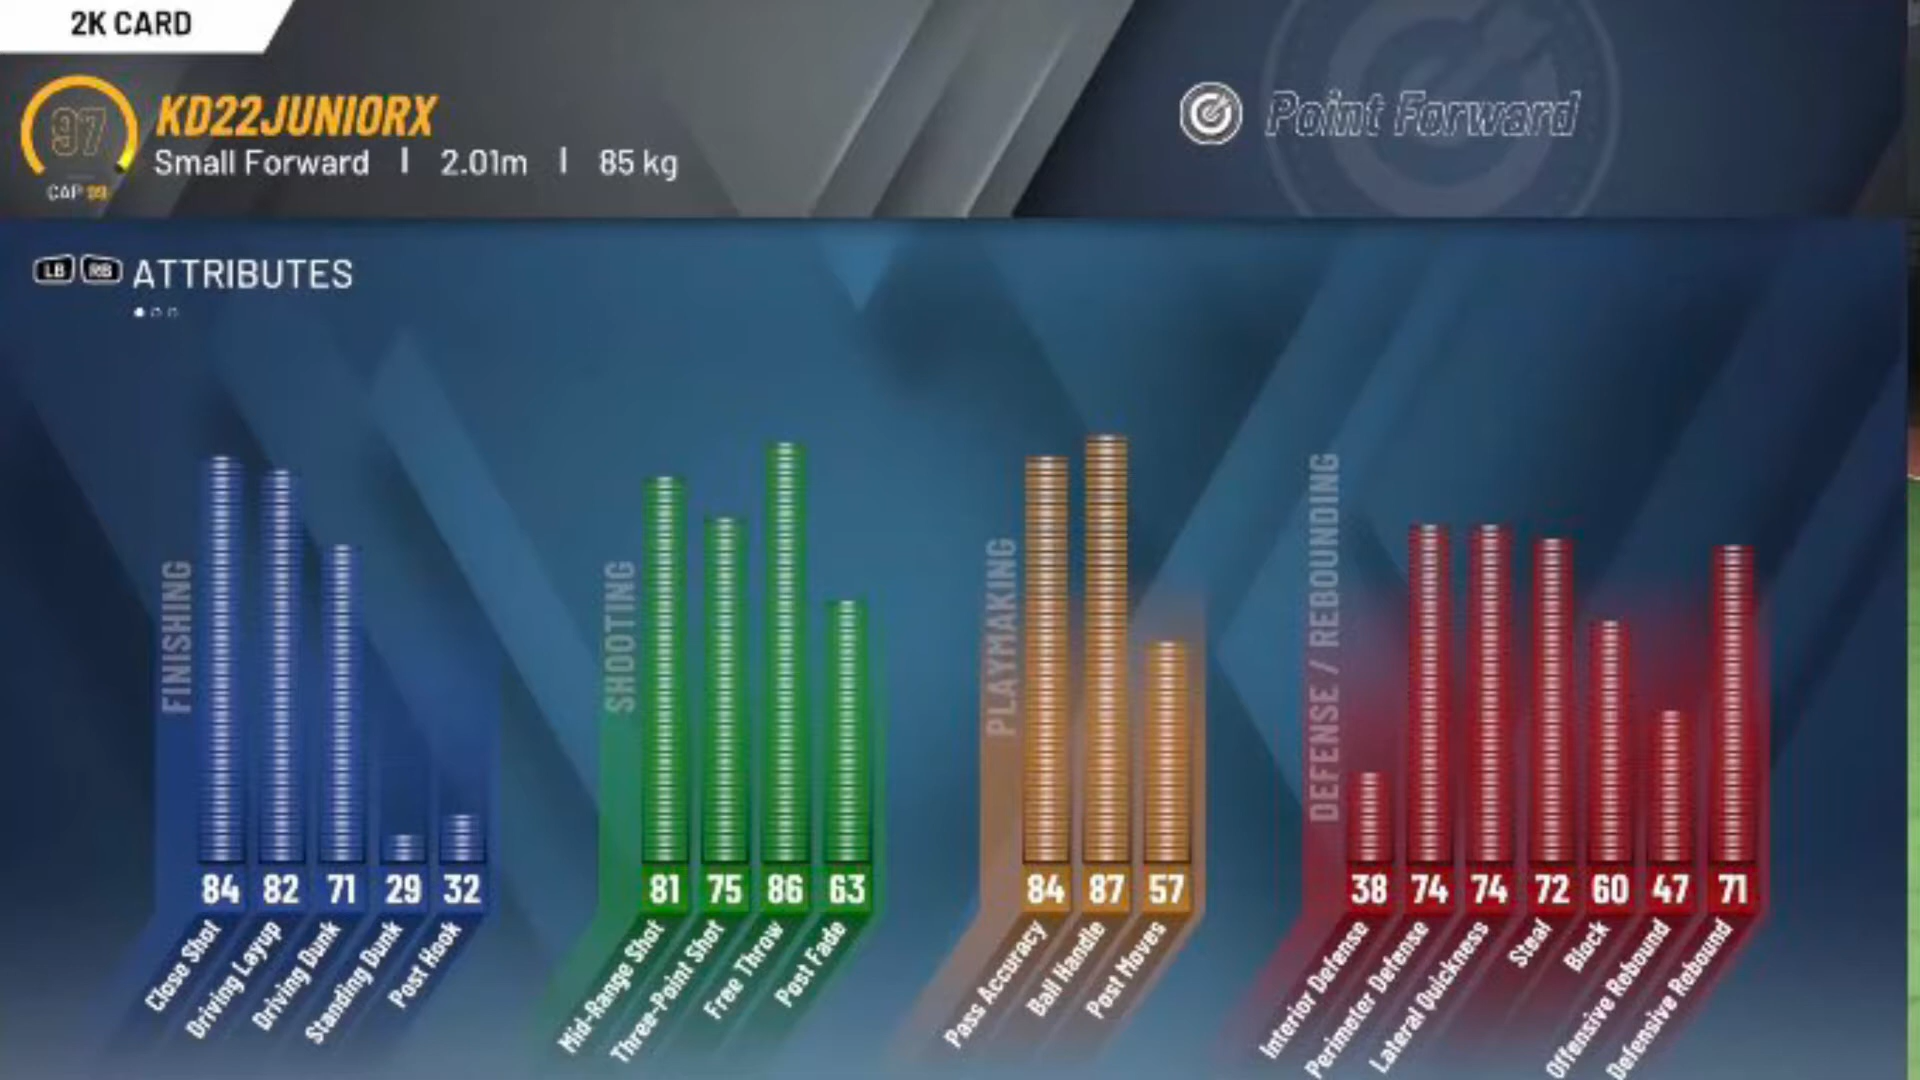 2K CARD
97
CAP 99
KD22JUNIORX
Small Forward | 2.01m | 85 kg
Point Forward
LB RB ATTRIBUTES
FINISHING
84 82 71 29 32
Close Shot
Driving Layup
Driving Dunk
Standing Dunk
Post Hook
SHOOTING
81 75 86 63
Mid-Range Shot
Three-Point Shot
Free Throw
Post Fade
PLAYMAKING
84 87 57
Pass Accuracy
Ball Handle
Post Moves
DEFENSE / REBOUNDING
38 74 74 72 60 47 71
Interior Defense
Perimeter Defense
Lateral Quickness
Steal
Block
Offensive Rebound
Defensive Rebound